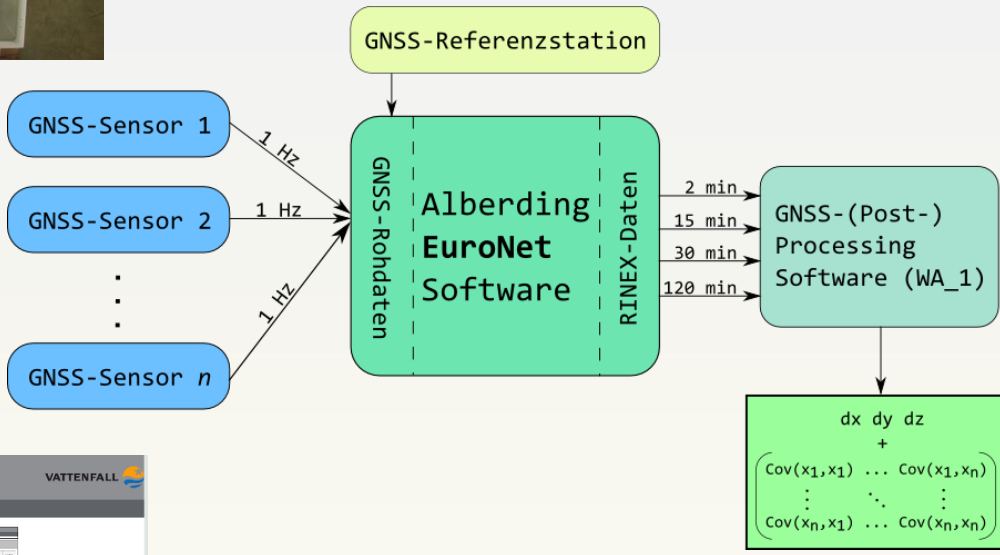 GNSS-Referenzstation
GNSS-Sensor 1
1 Hz
GNSS-Sensor 2
1 Hz
.
.
.
GNSS-Sensor n
1 Hz
GNSS-Rohdaten
Alberding
EuroNet
Software
RINEX-Daten
2 min
15 min
30 min
120 min
GNSS-(Post-)
Processing
Software (WA_1)
dx dy dz
+
Cov(x₁,x₁) ... Cov(x₁,xₙ)
⋮ ⋱ ⋮
Cov(xₙ,x₁) ... Cov(xₙ,xₙ)
VATTENFALL